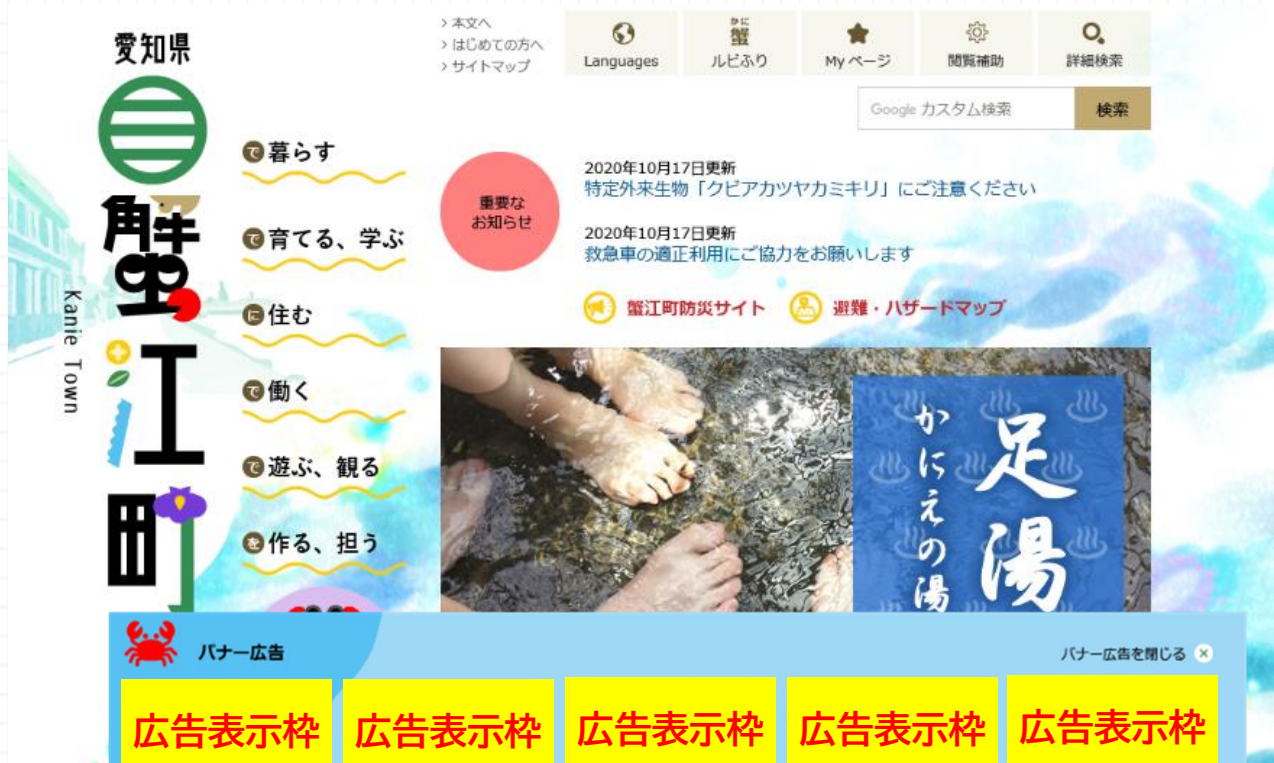 愛知県
蟹江町
Kanie Town
> 本文へ
> はじめての方へ
> サイトマップ
Languages
かに
蟹
ルビふり
My ページ
閲覧補助
詳細検索
Google カスタム検索
検索
で暮らす
で育てる、学ぶ
に住む
で働く
で遊ぶ、観る
を作る、担う
重要な
お知らせ
2020年10月17日更新
特定外来生物「クビアカツヤカミキリ」にご注意ください
2020年10月17日更新
救急車の適正利用にご協力をお願いします
蟹江町防災サイト
避難・ハザードマップ
足湯
かにえの湯
バナー広告
バナー広告を閉じる ×
広告表示枠
広告表示枠
広告表示枠
広告表示枠
広告表示枠